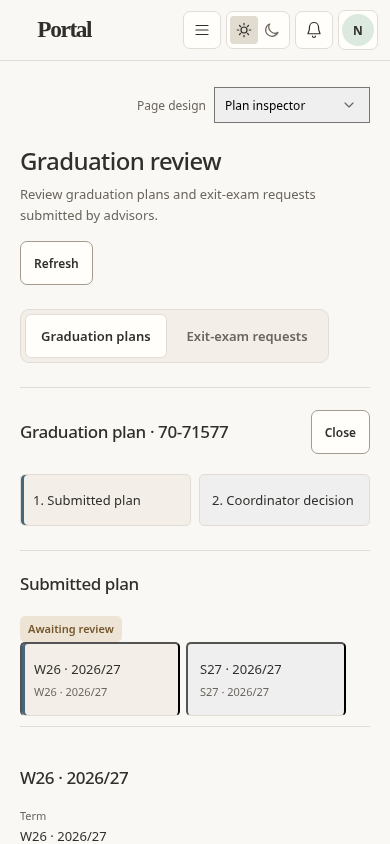 Portal
N
Page design
Plan inspector
Graduation review
Review graduation plans and exit-exam requests
submitted by advisors.
Refresh
Graduation plans
Exit-exam requests
Graduation plan · 70-71577
Close
1. Submitted plan
2. Coordinator decision
Submitted plan
Awaiting review
W26 · 2026/27
W26 · 2026/27
S27 · 2026/27
S27 · 2026/27
W26 · 2026/27
Term
W26 · 2026/27